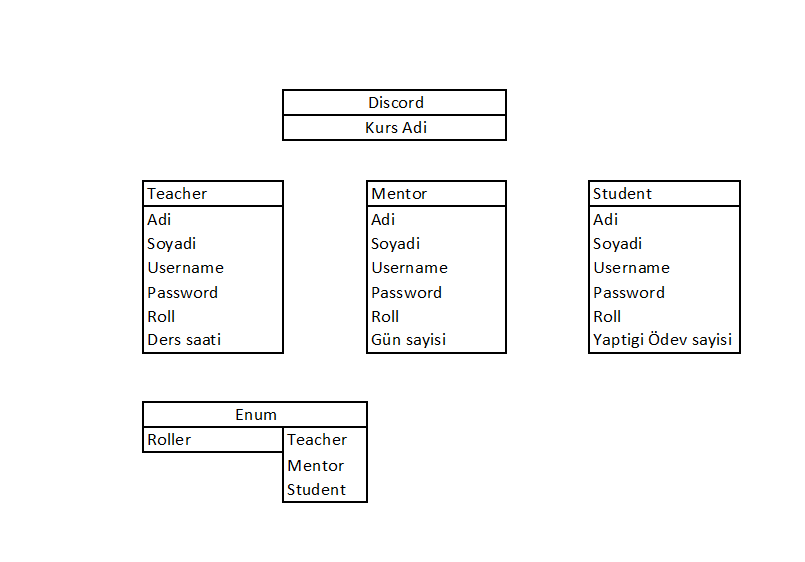 Discord
Kurs Adi
Teacher
Adi
Soyadi
Username
Password
Roll
Ders saati
Mentor
Adi
Soyadi
Username
Password
Roll
Gün sayisi
Student
Adi
Soyadi
Username
Password
Roll
Yaptigi Ödev sayisi
Enum
Roller
Teacher
Mentor
Student